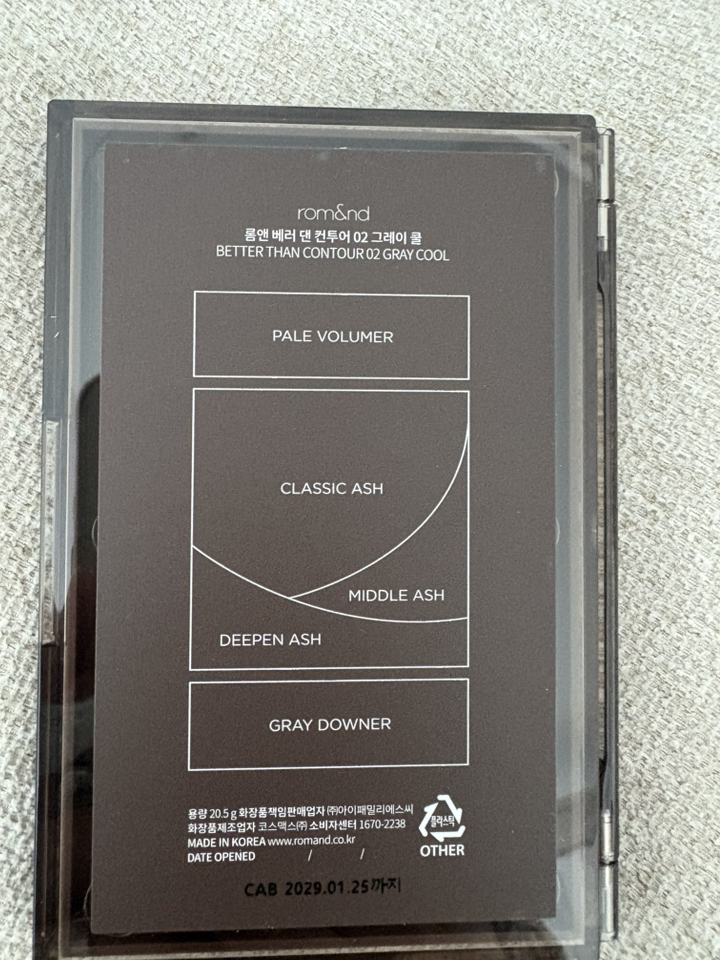 rom&nd
롬앤 베러 댄 컨투어 02 그레이 쿨
BETTER THAN CONTOUR 02 GRAY COOL
PALE VOLUMER
CLASSIC ASH
MIDDLE ASH
DEEPEN ASH
GRAY DOWNER
용량 20.5 g 화장품책임판매업자 ㈜아이패밀리에스씨
화장품제조업자 코스맥스㈜ 소비자센터 1670-2238
MADE IN KOREA www.romand.co.kr
DATE OPENED / /
플라스틱
OTHER
CAB 2029.01.25까지